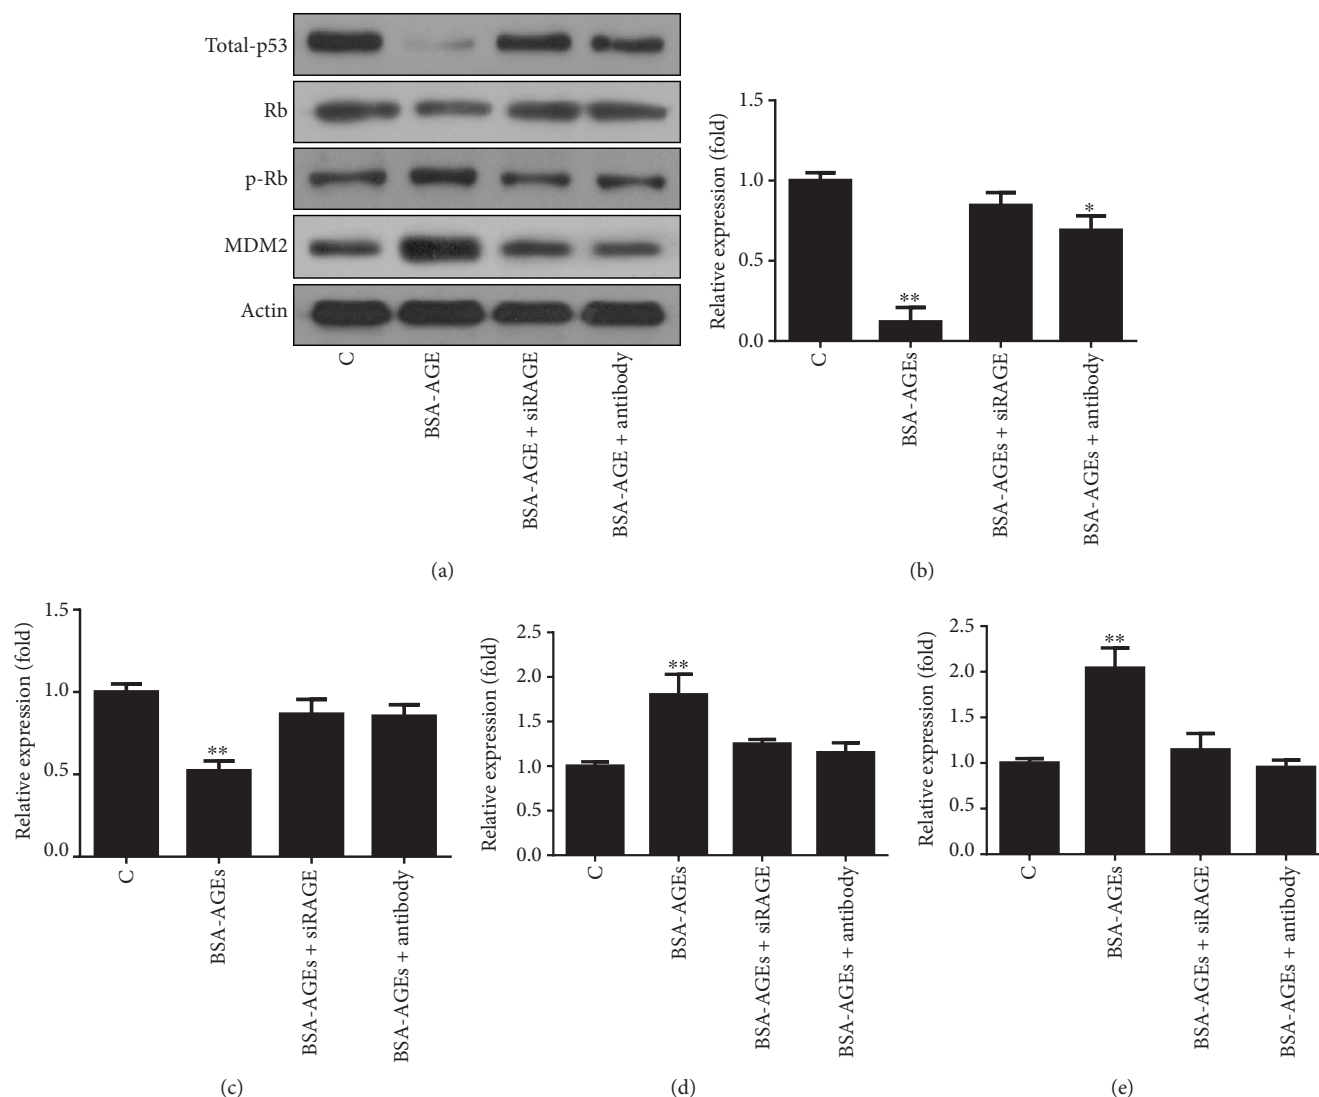 Total-p53
Rb
p-Rb
MDM2
Actin
C
BSA-AGE
BSA-AGE + siRAGE
BSA-AGE + antibody
(a)
Relative expression (fold)
1.5
1.0
0.5
0.0
**
*
C
BSA-AGEs
BSA-AGEs + siRAGE
BSA-AGEs + antibody
(b)
Relative expression (fold)
1.5
1.0
0.5
0.0
**
C
BSA-AGEs
BSA-AGEs + siRAGE
BSA-AGEs + antibody
(c)
Relative expression (fold)
2.5
2.0
1.5
1.0
0.5
0.0
**
C
BSA-AGEs
BSA-AGEs + siRAGE
BSA-AGEs + antibody
(d)
Relative expression (fold)
2.5
2.0
1.5
1.0
0.5
0.0
**
C
BSA-AGEs
BSA-AGEs + siRAGE
BSA-AGEs + antibody
(e)